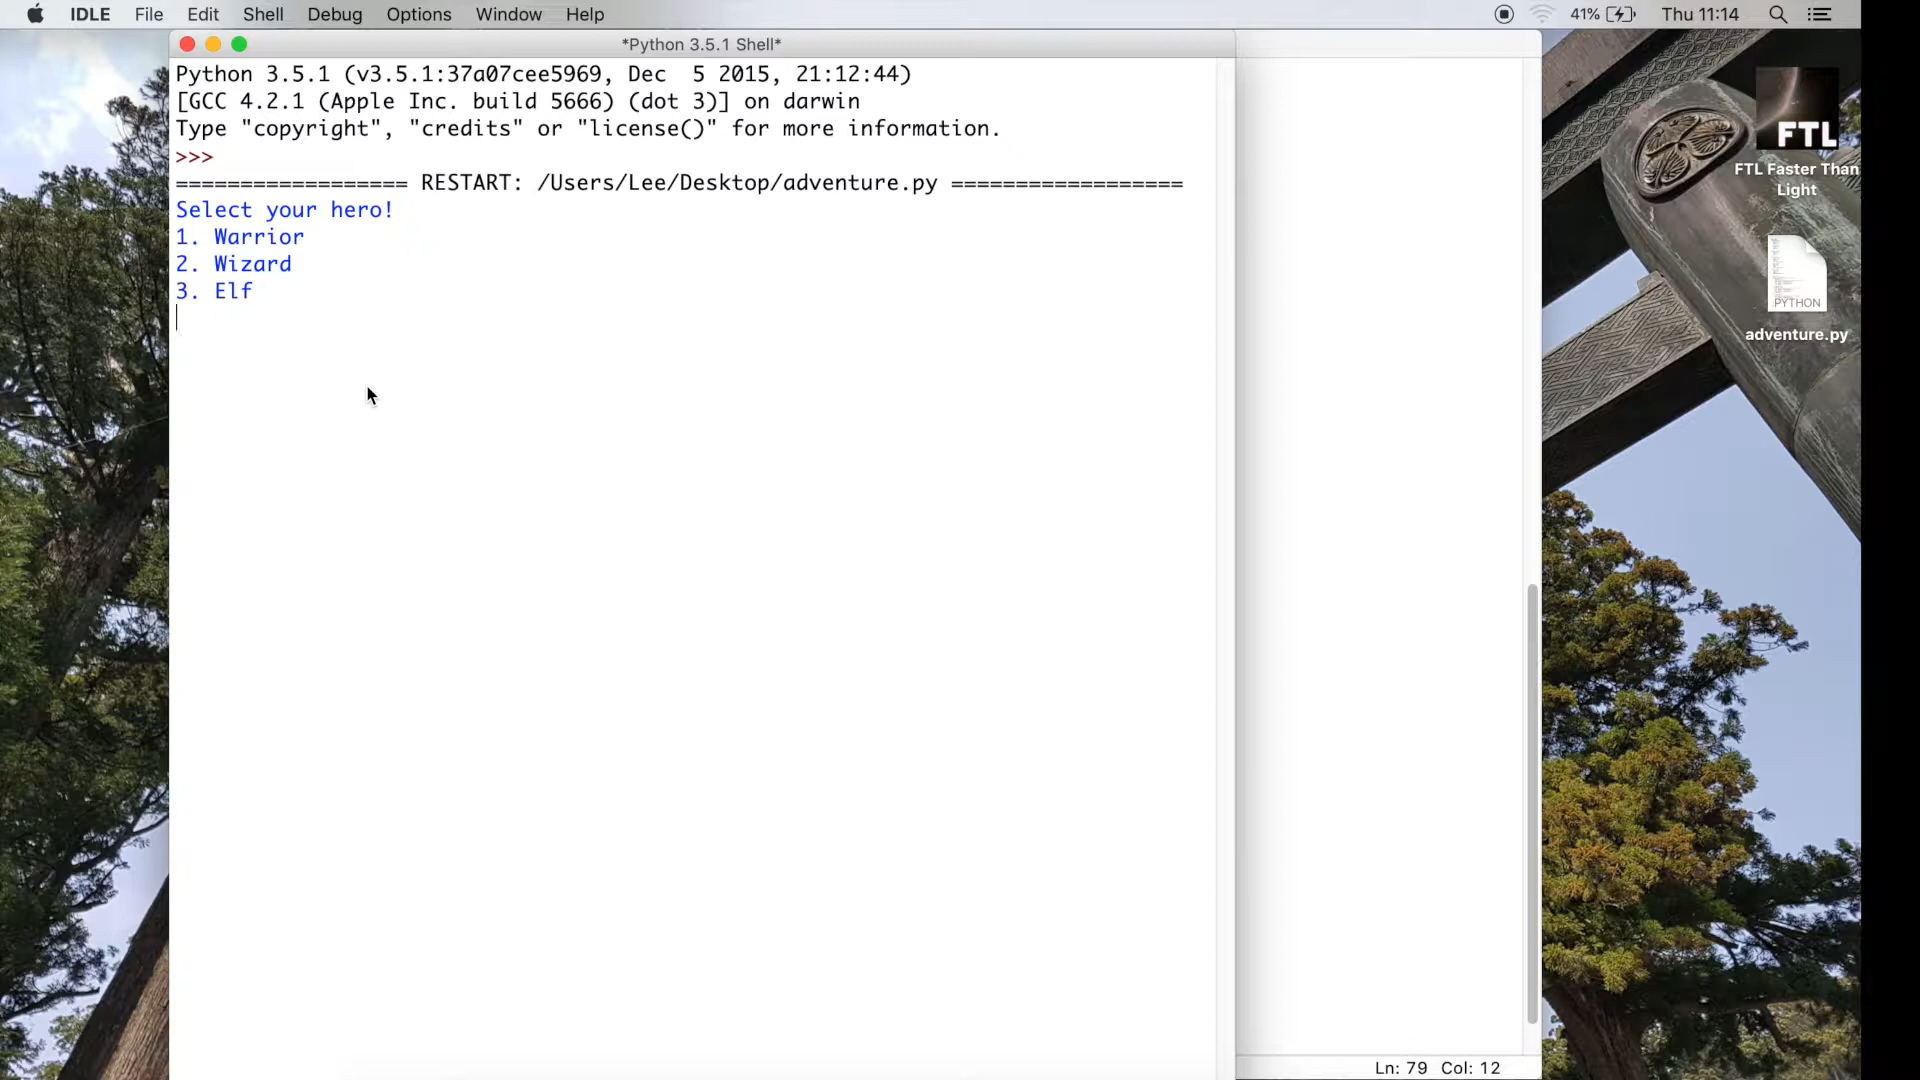 IDLE File Edit Shell Debug Options Window Help 41% Thu 11:14
*Python 3.5.1 Shell*
Python 3.5.1 (v3.5.1:37a07cee5969, Dec  5 2015, 21:12:44)
[GCC 4.2.1 (Apple Inc. build 5666) (dot 3)] on darwin
Type "copyright", "credits" or "license()" for more information.
>>>
================== RESTART: /Users/Lee/Desktop/adventure.py ==================
Select your hero!
1. Warrior
2. Wizard
3. Elf
FTL
FTL Faster Than
Light
PYTHON
adventure.py
Ln: 79 Col: 12